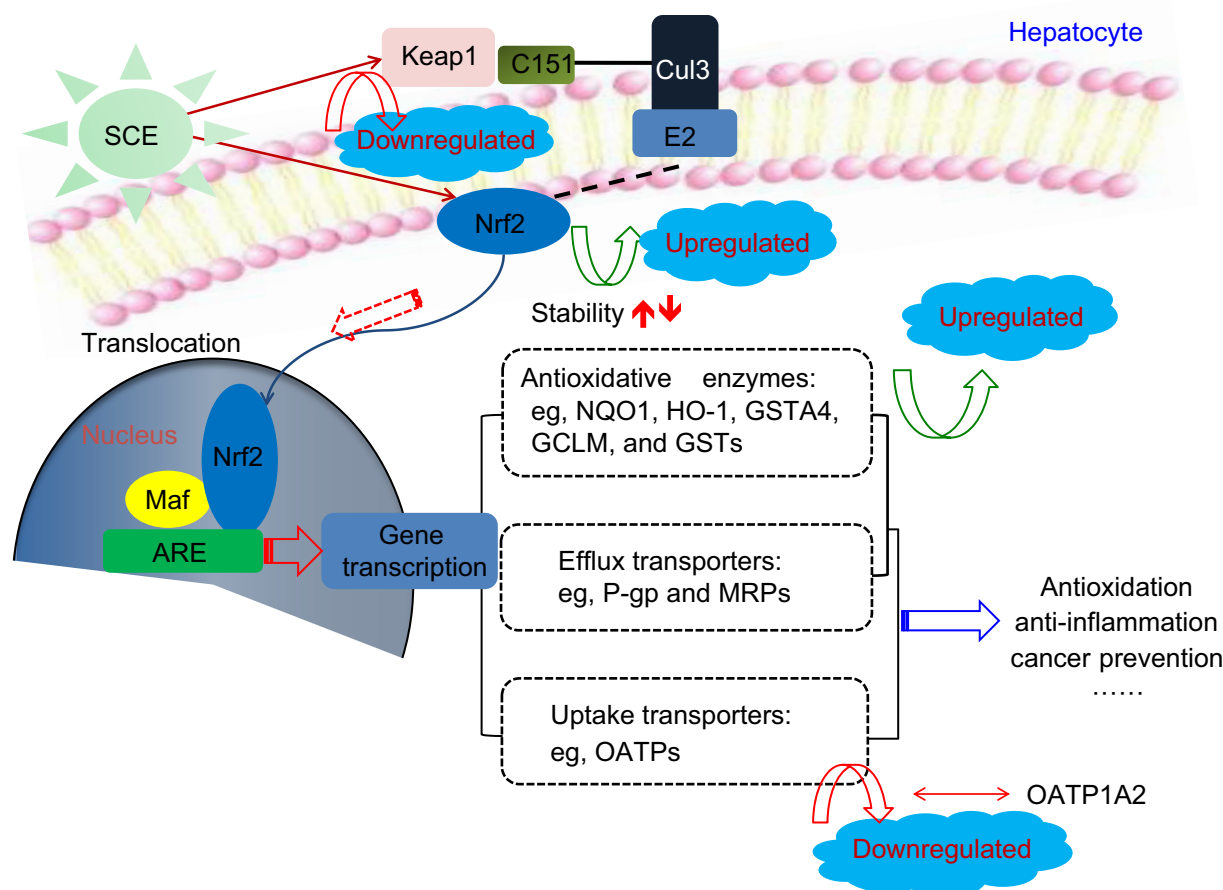 Hepatocyte
Keap1
C151
Cul3
SCE
Downregulated
E2
Nrf2
Upregulated
Stability
Upregulated
Translocation
Antioxidative enzymes:
eg, NQO1, HO-1, GSTA4,
GCLM, and GSTs
Nucleus
Nrf2
Maf
ARE
Gene
transcription
Efflux transporters:
eg, P-gp and MRPs
Antioxidation
anti-inflammation
cancer prevention
……
Uptake transporters:
eg, OATPs
OATP1A2
Downregulated